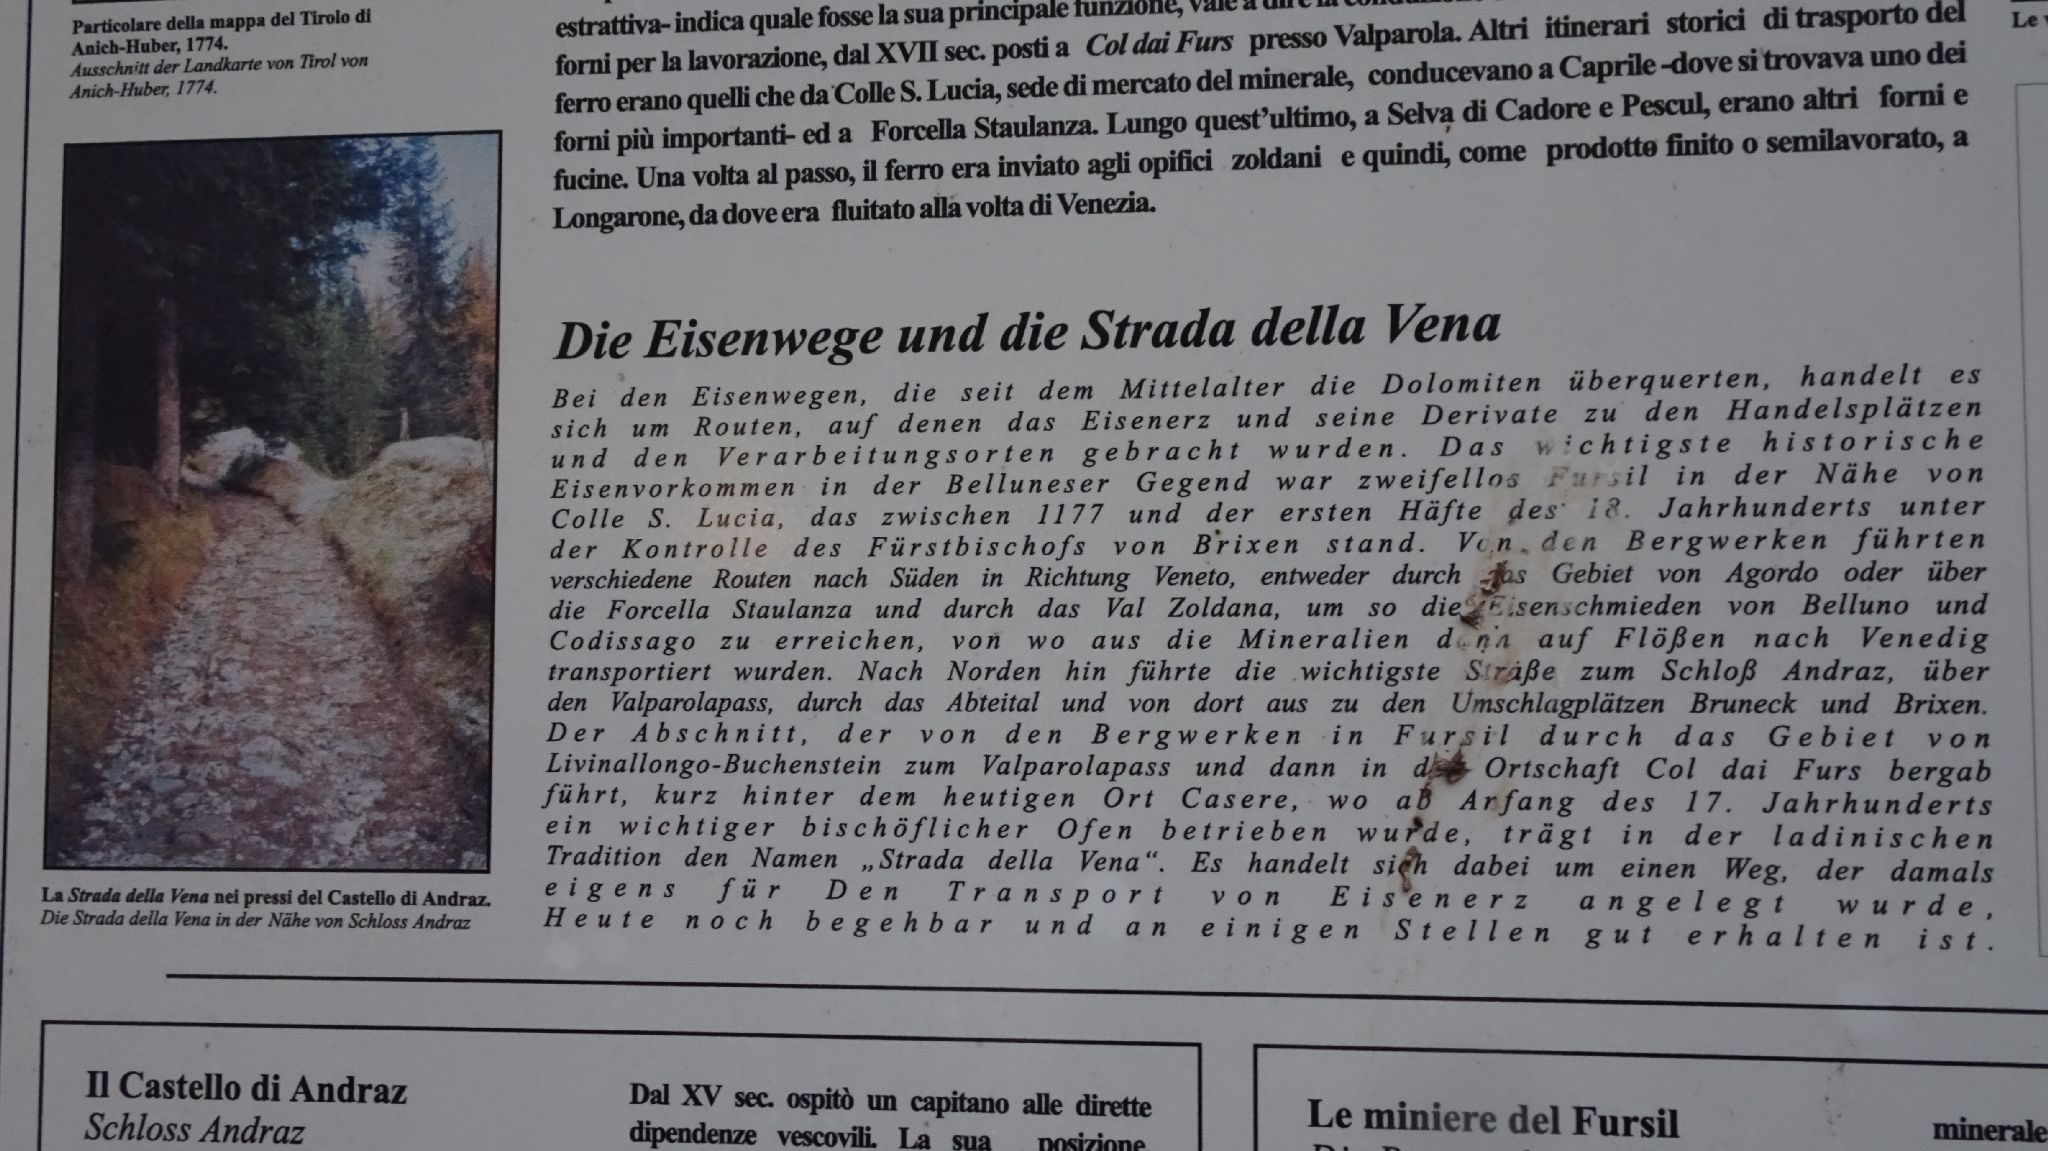 Particolare della mappa del Tirolo di
Anich-Huber, 1774.
Ausschnitt der Landkarte von Tirol von
Anich-Huber, 1774.
La Strada della Vena nei pressi del Castello di Andraz.
Die Strada della Vena in der Nähe von Schloss Andraz
estrattiva- indica quale fosse la sua principale funzione, vale a dire la
forni per la lavorazione, dal XVII sec. posti a Col dai Furs presso Valparola. Altri itinerari storici di trasporto del
ferro erano quelli che da Colle S. Lucia, sede di mercato del minerale, conducevano a Caprile -dove si trovava uno dei
forni più importanti- ed a Forcella Staulanza. Lungo quest'ultimo, a Selva di Cadore e Pescul, erano altri forni e
fucine. Una volta al passo, il ferro era inviato agli opifici zoldani e quindi, come prodotto finito o semilavorato, a
Longarone, da dove era fluitato alla volta di Venezia.
Die Eisenwege und die Strada della Vena
Bei den Eisenwegen, die seit dem Mittelalter die Dolomiten überquerten, handelt es
sich um Routen, auf denen das Eisenerz und seine Derivate zu den Handelsplätzen
und den Verarbeitungsorten gebracht wurden. Das wichtigste historische
Eisenvorkommen in der Belluneser Gegend war zweifellos Fursil in der Nähe von
Colle S. Lucia, das zwischen 1177 und der ersten Häfte des 18. Jahrhunderts unter
der Kontrolle des Fürstbischofs von Brixen stand. Von den Bergwerken führten
verschiedene Routen nach Süden in Richtung Veneto, entweder durch das Gebiet von Agordo oder über
die Forcella Staulanza und durch das Val Zoldana, um so die Eisenschmieden von Belluno und
Codissago zu erreichen, von wo aus die Mineralien dann auf Flößen nach Venedig
transportiert wurden. Nach Norden hin führte die wichtigste Straße zum Schloß Andraz, über
den Valparolapass, durch das Abteital und von dort aus zu den Umschlagplätzen Bruneck und Brixen.
Der Abschnitt, der von den Bergwerken in Fursil durch das Gebiet von
Livinallongo-Buchenstein zum Valparolapass und dann in Ortschaft Col dai Furs bergab
führt, kurz hinter dem heutigen Ort Casere, wo ab Anfang des 17. Jahrhunderts
ein wichtiger bischöflicher Ofen betrieben wurde, trägt in der ladinischen
Tradition den Namen „Strada della Vena“. Es handelt sich dabei um einen Weg, der damals
eigens für Den Transport von Eisenerz angelegt wurde,
Heute noch begehbar und an einigen Stellen gut erhalten ist.
Le
Il Castello di Andraz
Schloss Andraz
Dal XV sec. ospitò un capitano alle dirette
dipendenze vescovili. La sua posizione
Le miniere del Fursil
minerale